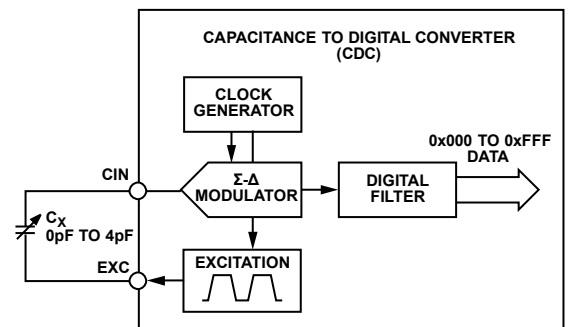 CAPACITANCE TO DIGITAL CONVERTER
(CDC)
CLOCK
GENERATOR
0x000 TO 0xFFF
DATA
CIN
Σ-Δ
MODULATOR
DIGITAL
FILTER
CX
0pF TO 4pF
EXC
EXCITATION